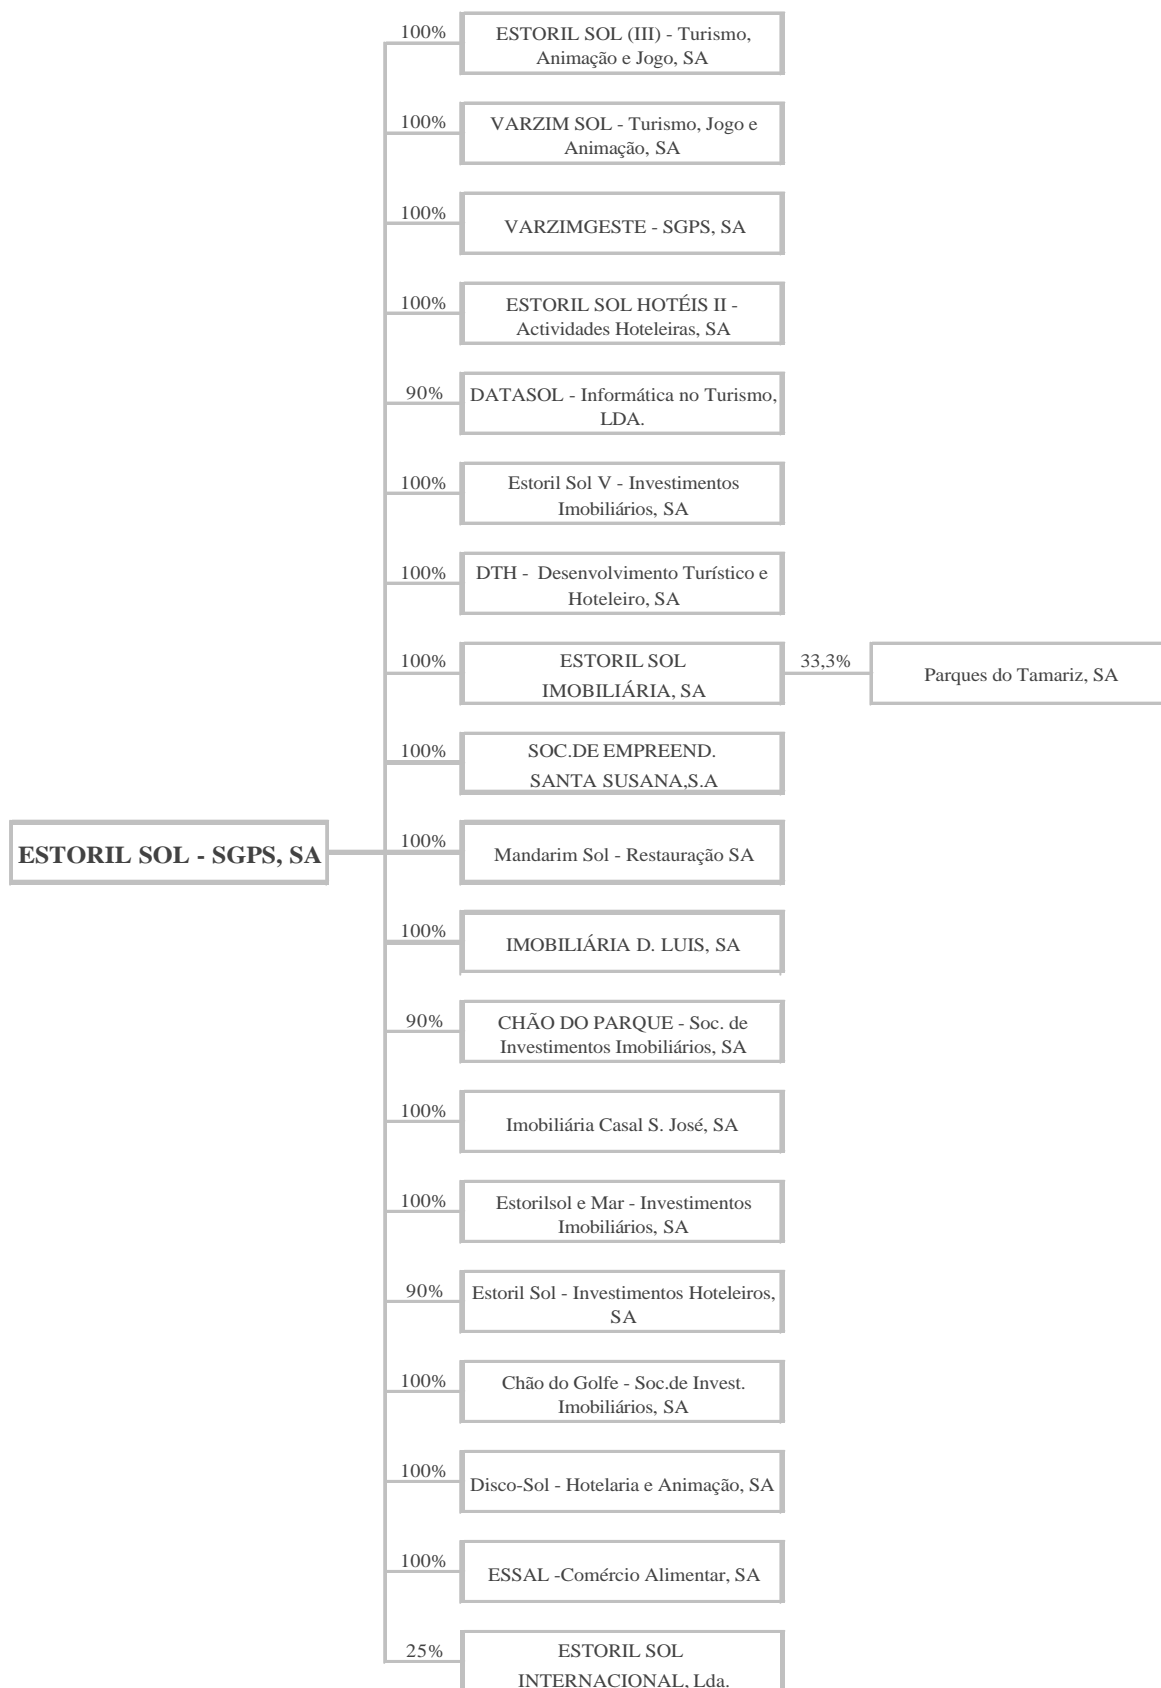 100%
ESTORIL SOL (III) - Turismo,
Animação e Jogo, SA
100%
VARZIM SOL - Turismo, Jogo e
Animação, SA
100%
VARZIMGESTE - SGPS, SA
100%
ESTORIL SOL HOTÉIS II -
Actividades Hoteleiras, SA
90%
DATASOL - Informática no Turismo,
LDA.
100%
Estoril Sol V - Investimentos
Imobiliários, SA
100%
DTH - Desenvolvimento Turístico e
Hoteleiro, SA
100%
ESTORIL SOL
IMOBILIÁRIA, SA
33,3%
Parques do Tamariz, SA
100%
SOC.DE EMPREEND.
SANTA SUSANA,S.A
ESTORIL SOL - SGPS, SA
100%
Mandarim Sol - Restauração SA
100%
IMOBILIÁRIA D. LUIS, SA
90%
CHÃO DO PARQUE - Soc. de
Investimentos Imobiliários, SA
100%
Imobiliária Casal S. José, SA
100%
Estorilsol e Mar - Investimentos
Imobiliários, SA
90%
Estoril Sol - Investimentos Hoteleiros,
SA
100%
Chão do Golfe - Soc.de Invest.
Imobiliários, SA
100%
Disco-Sol - Hotelaria e Animação, SA
100%
ESSAL -Comércio Alimentar, SA
25%
ESTORIL SOL
INTERNACIONAL, Lda.